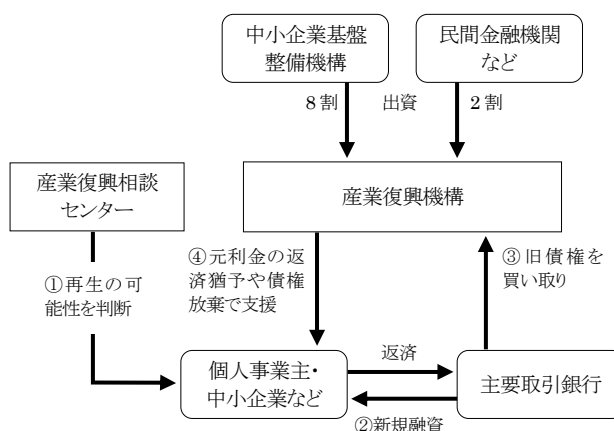 中小企業基盤
整備機構
民間金融機関
など
8割
出資
2割
産業復興相談
センター
産業復興機構
①再生の可
能性を判断
④元利金の返
済猶予や債権
放棄で支援
③旧債権を
買い取り
個人事業主・
中小企業など
返済
主要取引銀行
②新規融資